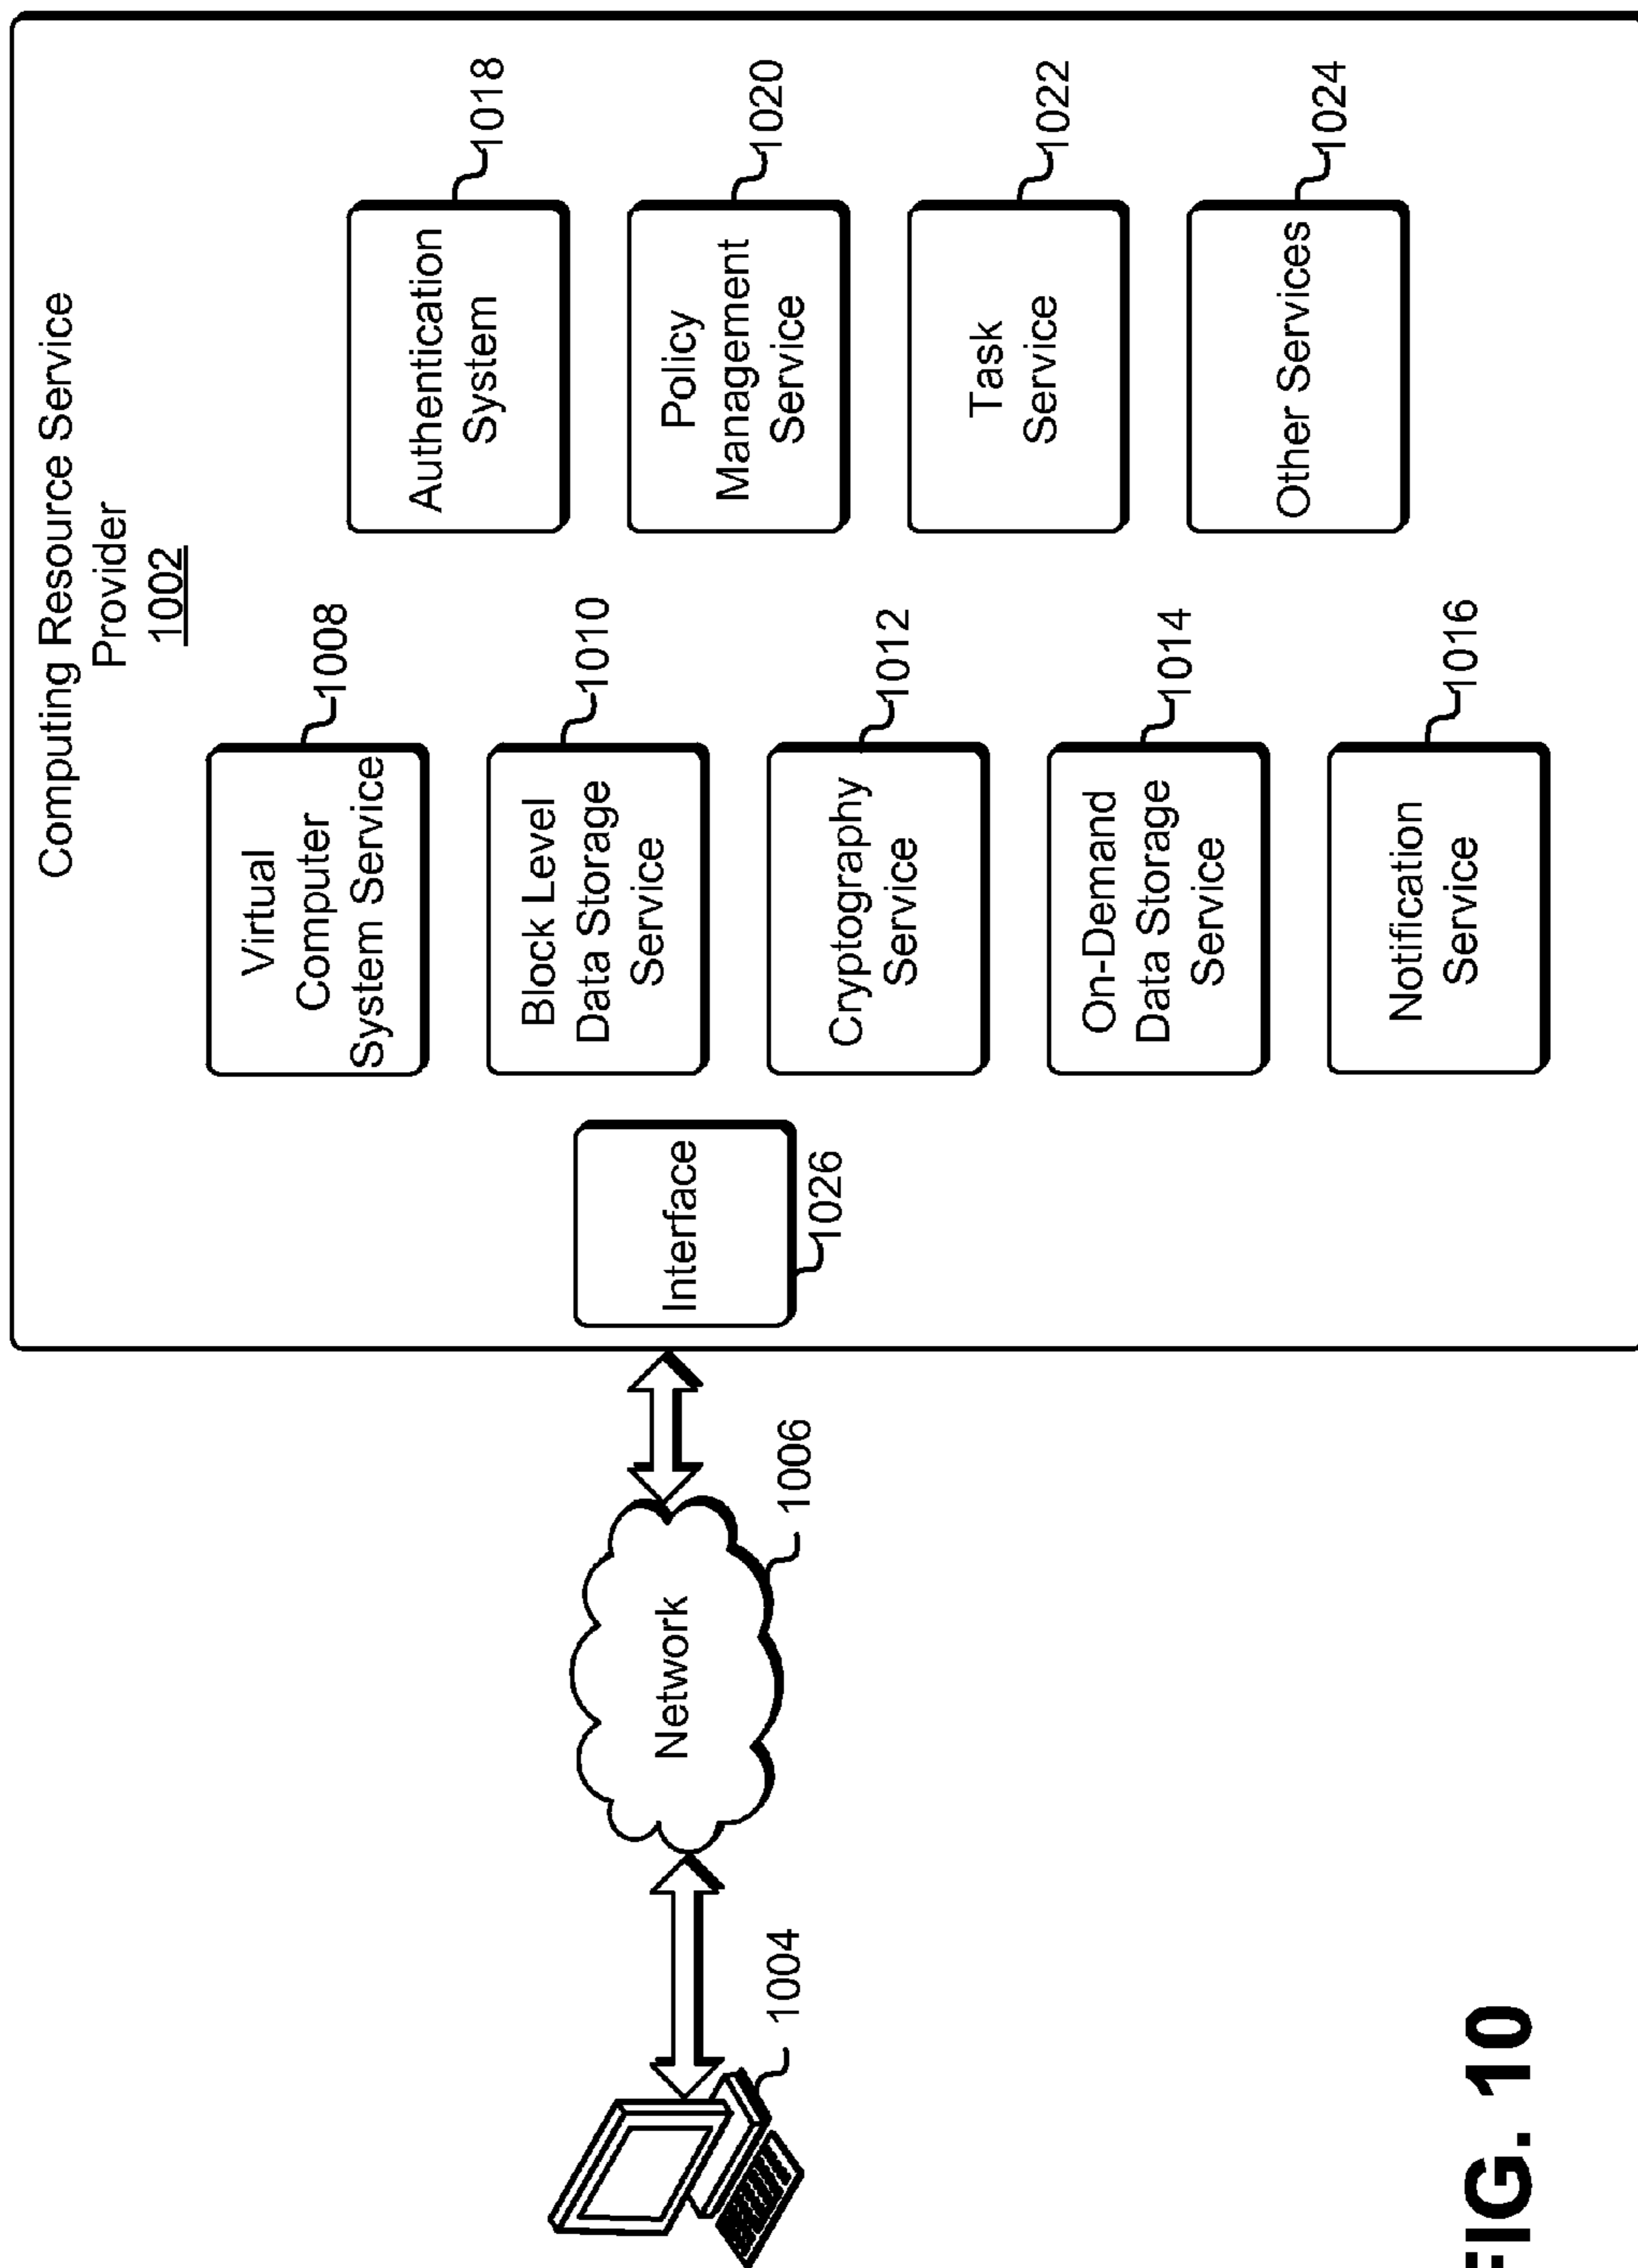 Computing Resource Service
Provider
1002
Virtual
Computer
System Service
1008
Block Level
Data Storage
Service
1010
Cryptography
Service
1012
On-Demand
Data Storage
Service
1014
Notification
Service
1016
Authentication
System
1018
Policy
Management
Service
1020
Task
Service
1022
Other Services
1024
Interface
1026
Network
1006
1004
FIG. 10